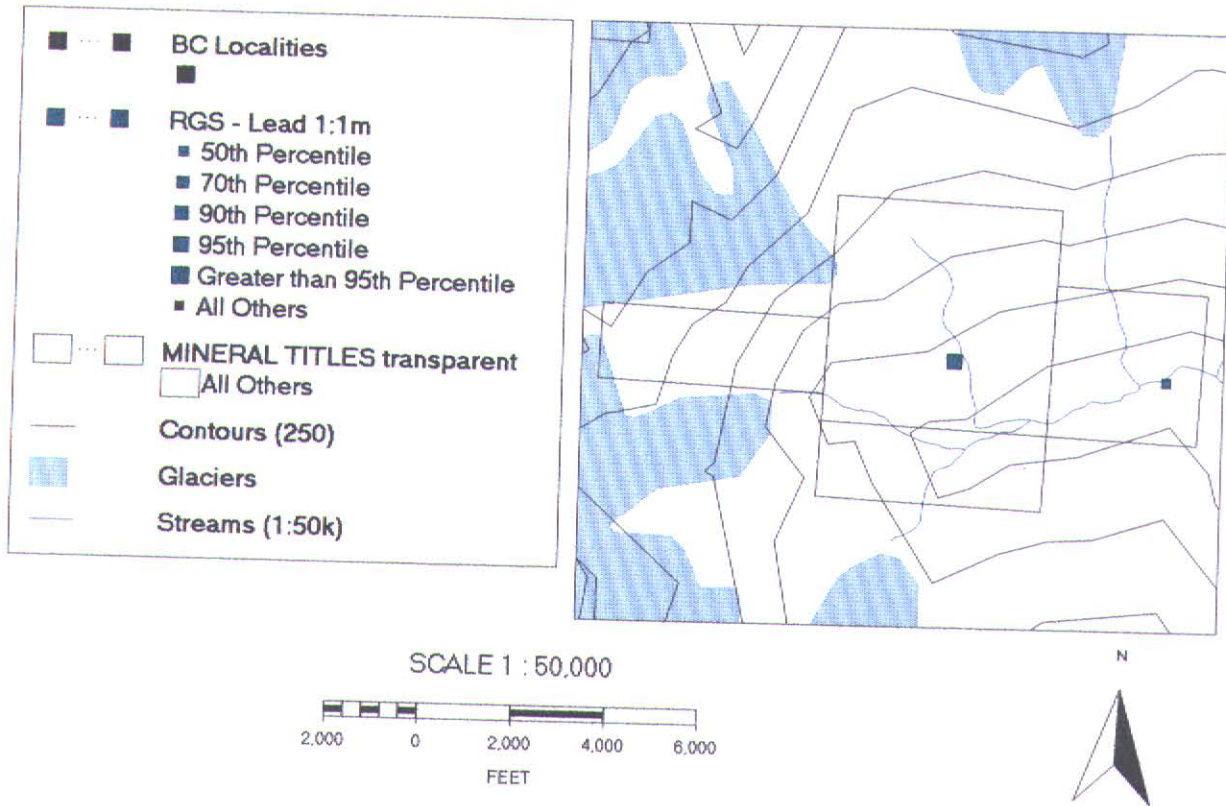 BC Localities
RGS - Lead 1:1m
50th Percentile
70th Percentile
90th Percentile
95th Percentile
Greater than 95th Percentile
All Others
MINERAL TITLES transparent
All Others
Contours (250)
Glaciers
Streams (1:50k)
SCALE 1 : 50,000
2,000 0 2,000 4,000 6,000
FEET
N